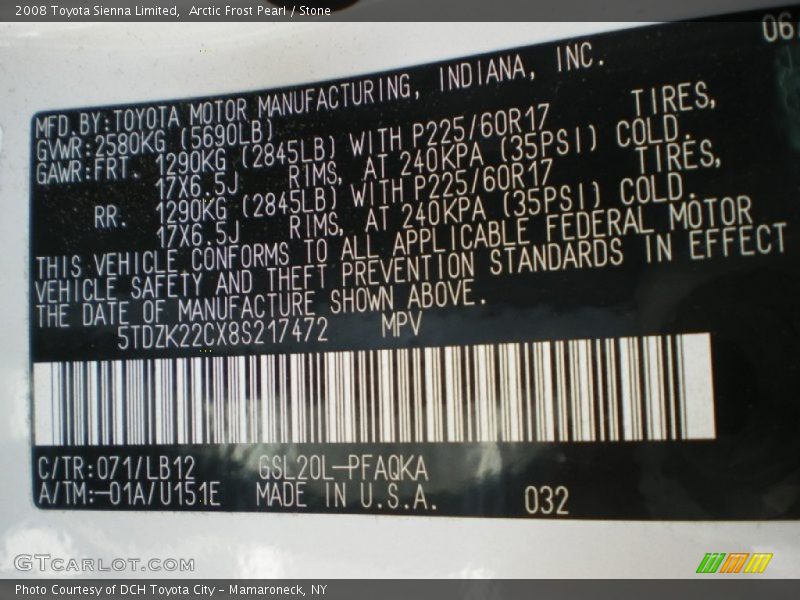 2008 Toyota Sienna Limited,  Arctic Frost Pearl / Stone
MFD.BY:TOYOTA MOTOR MANUFACTURING, INDIANA, INC.
GVWR:2580KG (5690LB)
GAWR:FRT. 1290KG (2845LB) WITH P225/60R17 TIRES,
17X6.5J RIMS, AT 240KPA (35PSI) COLD.
RR. 1290KG (2845LB) WITH P225/60R17 TIRES,
17X6.5J RIMS, AT 240KPA (35PSI) COLD.
THIS VEHICLE CONFORMS TO ALL APPLICABLE FEDERAL MOTOR
VEHICLE SAFETY AND THEFT PREVENTION STANDARDS IN EFFECT
THE DATE OF MANUFACTURE SHOWN ABOVE.
5TDZK22CX8S217472 MPV
C/TR:071/LB12 GSL20L-PFAQKA
A/TM:-01A/U151E MADE IN U.S.A. 032
GTCARLOT.COM
Photo Courtesy of DCH Toyota City - Mamaroneck, NY